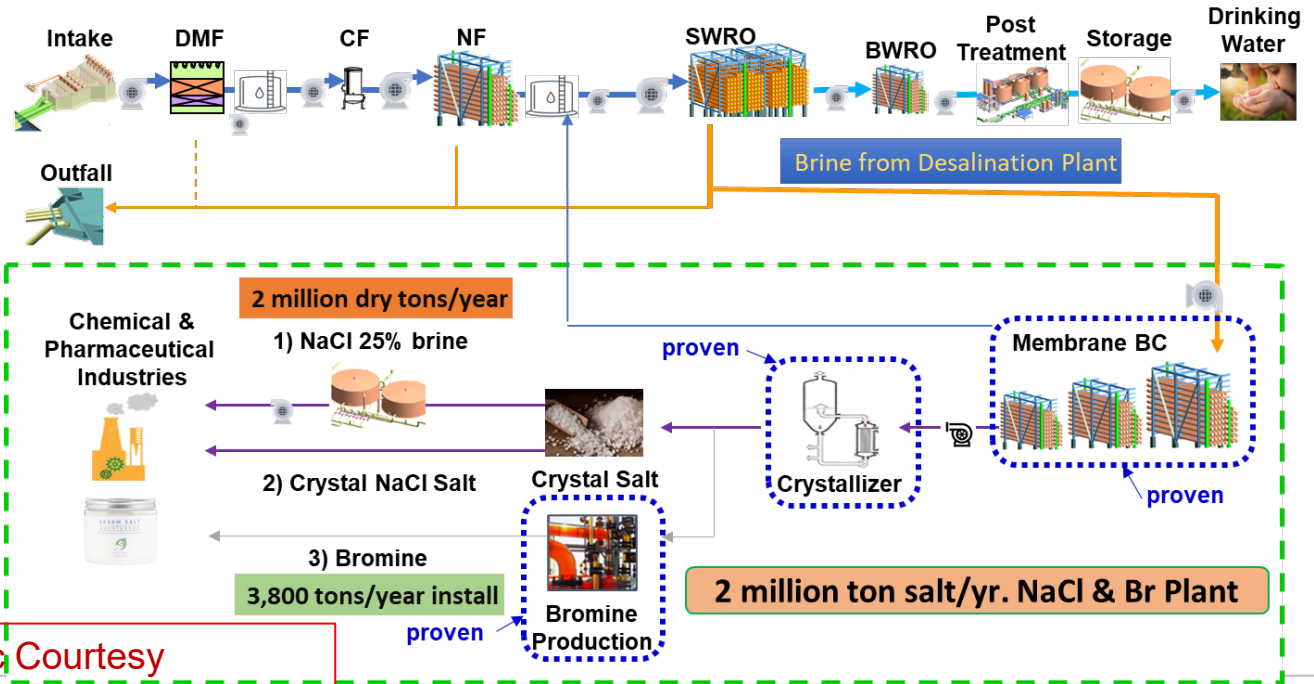 Intake
DMF
CF
NF
SWRO
BWRO
Post
Treatment
Storage
Drinking
Water
Brine from Desalination Plant
Outfall
2 million dry tons/year
Chemical &
Pharmaceutical
Industries
1) NaCl 25% brine
proven
Membrane BC
2) Crystal NaCl Salt
Crystal Salt
Crystallizer
proven
EPSOM SALT
3) Bromine
3,800 tons/year install
proven
Bromine
Production
2 million ton salt/yr. NaCl & Br Plant
Courtesy